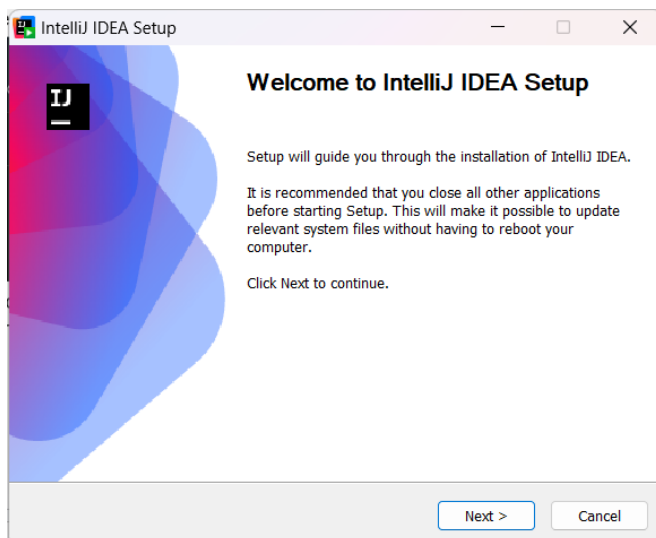 IntelliJ IDEA Setup
IJ
Welcome to IntelliJ IDEA Setup
Setup will guide you through the installation of IntelliJ IDEA.
It is recommended that you close all other applications
before starting Setup. This will make it possible to update
relevant system files without having to reboot your
computer.
Click Next to continue.
Next >
Cancel